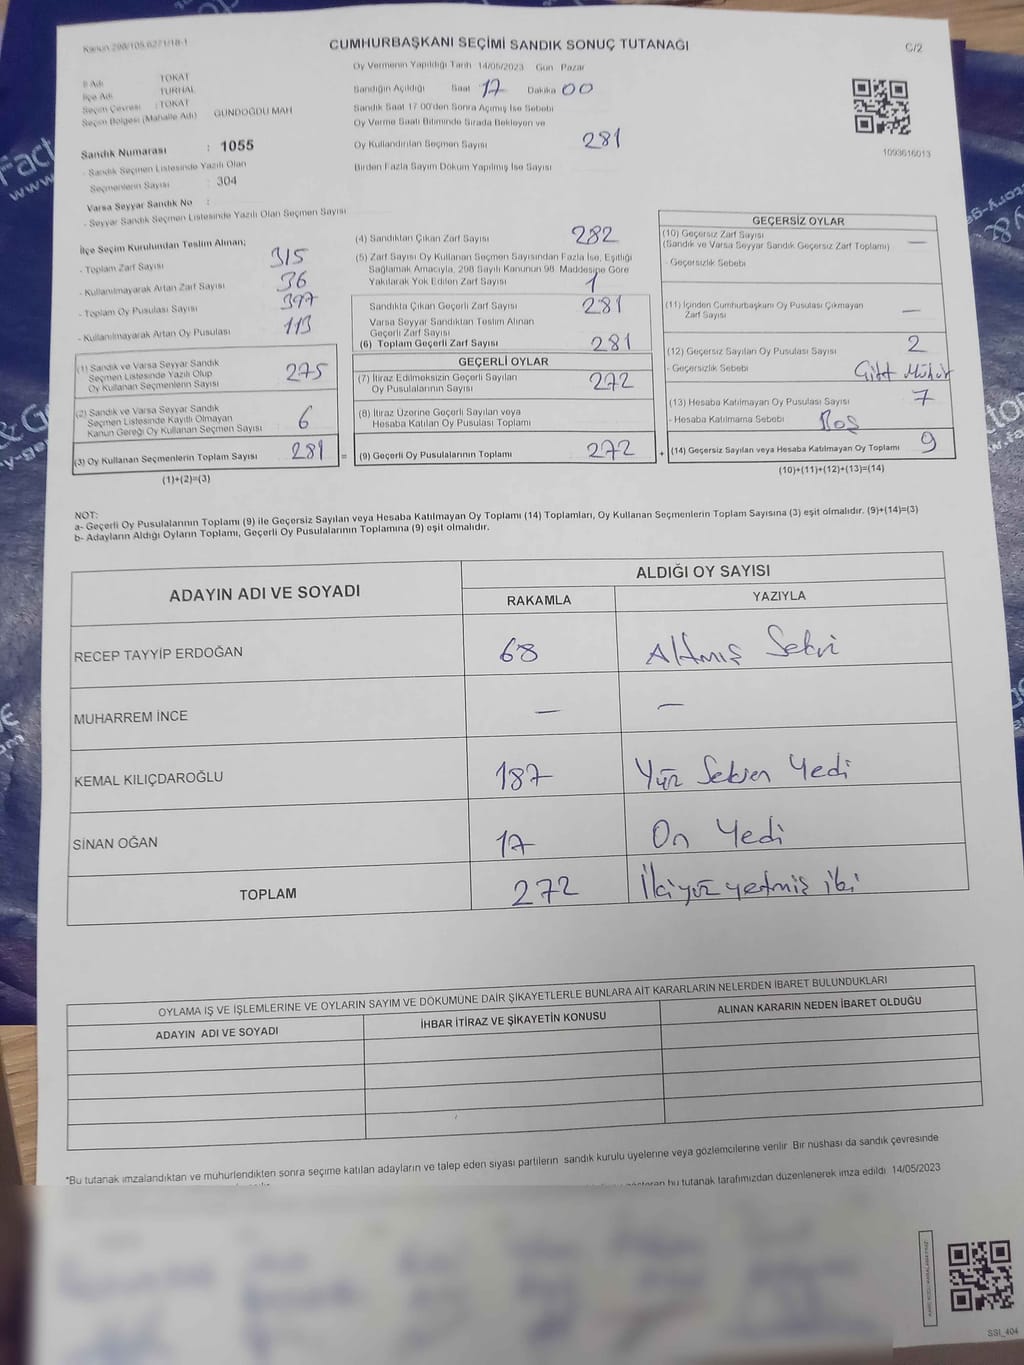 Kanun 298/105,6271/18-1
CUMHURBAŞKANI SEÇİMİ SANDIK SONUÇ TUTANAĞI
C/2
İl Adı : TOKAT
İlçe Adı : TURHAL
Seçim Çevresi : TOKAT
Seçim Bölgesi (Mahalle Adı) GÜNDOĞDU MAH
Sandık Numarası : 1055
- Sandık Seçmen Listesinde Yazılı Olan
Seçmenlerin Sayısı : 304
Varsa Seyyar Sandık No :
- Seyyar Sandık Seçmen Listesinde Yazılı Olan Seçmen Sayısı
Oy Vermenin Yapıldığı Tarih 14/05/2023 Gün Pazar
Sandığın Açıldığı Saat 17 Dakika 00
Sandık Saat 17 00'den Sonra Açılmış İse Sebebi
Oy Verme Saati Bitiminde Sırada Bekleyen ve
Oy Kullandırılan Seçmen Sayısı 281
Birden Fazla Sayım Döküm Yapılmış İse Sayısı
1093616013
İlçe Seçim Kurulundan Teslim Alınan;
- Toplam Zarf Sayısı 315
- Kullanılmayarak Artan Zarf Sayısı 36
- Toplam Oy Pusulası Sayısı 397
- Kullanılmayarak Artan Oy Pusulası 113
(1) Sandık ve Varsa Seyyar Sandık
Seçmen Listesinde Yazılı Olup
Oy Kullanan Seçmenlerin Sayısı 275
(2) Sandık ve Varsa Seyyar Sandık
Seçmen Listesinde Kayıtlı Olmayan
Kanun Gereği Oy Kullanan Seçmen Sayısı 6
(3) Oy Kullanan Seçmenlerin Toplam Sayısı 281 =
(1)+(2)=(3)
(4) Sandıktan Çıkan Zarf Sayısı 282
(5) Zarf Sayısı Oy Kullanan Seçmen Sayısından Fazla İse, Eşitliği
Sağlamak Amacıyla, 298 Sayılı Kanunun 98. Maddesine Göre
Yakılarak Yok Edilen Zarf Sayısı 1
Sandıkta Çıkan Geçerli Zarf Sayısı 281
Varsa Seyyar Sandıktan Teslim Alınan
Geçerli Zarf Sayısı
(6) Toplam Geçerli Zarf Sayısı 281
GEÇERLİ OYLAR
(7) İtiraz Edilmeksizin Geçerli Sayılan
Oy Pusulalarının Sayısı 272
(8) İtiraz Üzerine Geçerli Sayılan veya
Hesaba Katılan Oy Pusulası Toplamı
(9) Geçerli Oy Pusulalarının Toplamı 272 +
GEÇERSİZ OYLAR
(10) Geçersiz Zarf Sayısı
(Sandık ve Varsa Seyyar Sandık Geçersiz Zarf Toplamı) —
- Geçersizlik Sebebi
(11) İçinden Cumhurbaşkanı Oy Pusulası Çıkmayan
Zarf Sayısı —
(12) Geçersiz Sayılan Oy Pusulası Sayısı 2
- Geçersizlik Sebebi Çift Mühür
(13) Hesaba Katılmayan Oy Pusulası Sayısı 7
- Hesaba Katılmama Sebebi Boş
(14) Geçersiz Sayılan veya Hesaba Katılmayan Oy Toplamı 9
(10)+(11)+(12)+(13)=(14)
NOT:
a- Geçerli Oy Pusulalarının Toplamı (9) ile Geçersiz Sayılan veya Hesaba Katılmayan Oy Toplamı (14) Toplamları, Oy Kullanan Seçmenlerin Toplam Sayısına (3) eşit olmalıdır. (9)+(14)=(3)
b- Adayların Aldığı Oyların Toplamı, Geçerli Oy Pusulalarının Toplamına (9) eşit olmalıdır.
ADAYIN ADI VE SOYADI
ALDIĞI OY SAYISI
RAKAMLA YAZIYLA
RECEP TAYYİP ERDOĞAN 68 Altmış Sekiz
MUHARREM İNCE — —
KEMAL KILIÇDAROĞLU 187 Yüz Seksen Yedi
SİNAN OĞAN 17 On Yedi
TOPLAM 272 İkiyüz yetmiş iki
OYLAMA İŞ VE İŞLEMLERİNE VE OYLARIN SAYIM VE DÖKÜMÜNE DAİR ŞİKAYETLERLE BUNLARA AİT KARARLARIN NELERDEN İBARET BULUNDUKLARI
ADAYIN ADI VE SOYADI İHBAR İTİRAZ VE ŞİKAYETİN KONUSU ALINAN KARARIN NEDEN İBARET OLDUĞU
*Bu tutanak imzalandıktan ve mühürlendikten sonra seçime katılan adayların ve talep eden siyasi partilerin sandık kurulu üyelerine veya gözlemcilerine verilir Bir nüshası da sandık çevresinde
bu tutanak tarafımızdan düzenlenerek imza edildi 14/05/2023
SSI_404